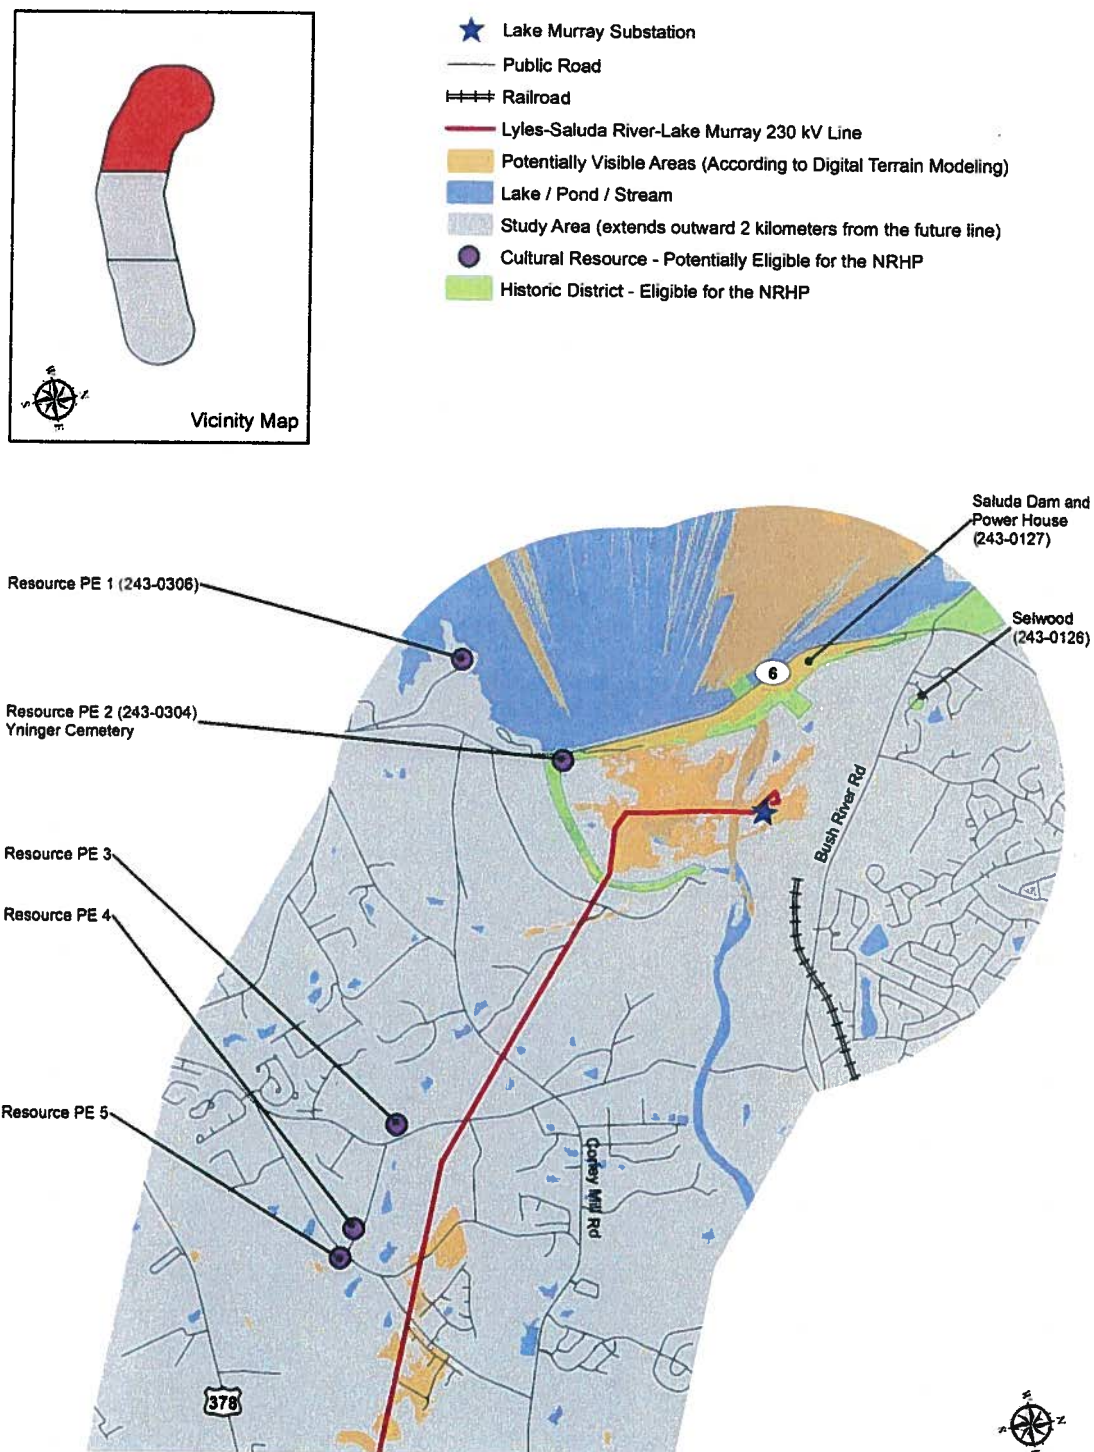 Lake Murray Substation
Public Road
Railroad
Lyles-Saluda River-Lake Murray 230 kV Line
Potentially Visible Areas (According to Digital Terrain Modeling)
Lake / Pond / Stream
Study Area (extends outward 2 kilometers from the future line)
Cultural Resource - Potentially Eligible for the NRHP
Historic District - Eligible for the NRHP
W
N
S
E
Vicinity Map
Saluda Dam and
Power House
(243-0127)
Resource PE 1 (243-0306)
Selwood
(243-0126)
6
Resource PE 2 (243-0304)
Yninger Cemetery
Bush River Rd
Resource PE 3
Resource PE 4
Resource PE 5
Corley Mill Rd
378
W
N
S